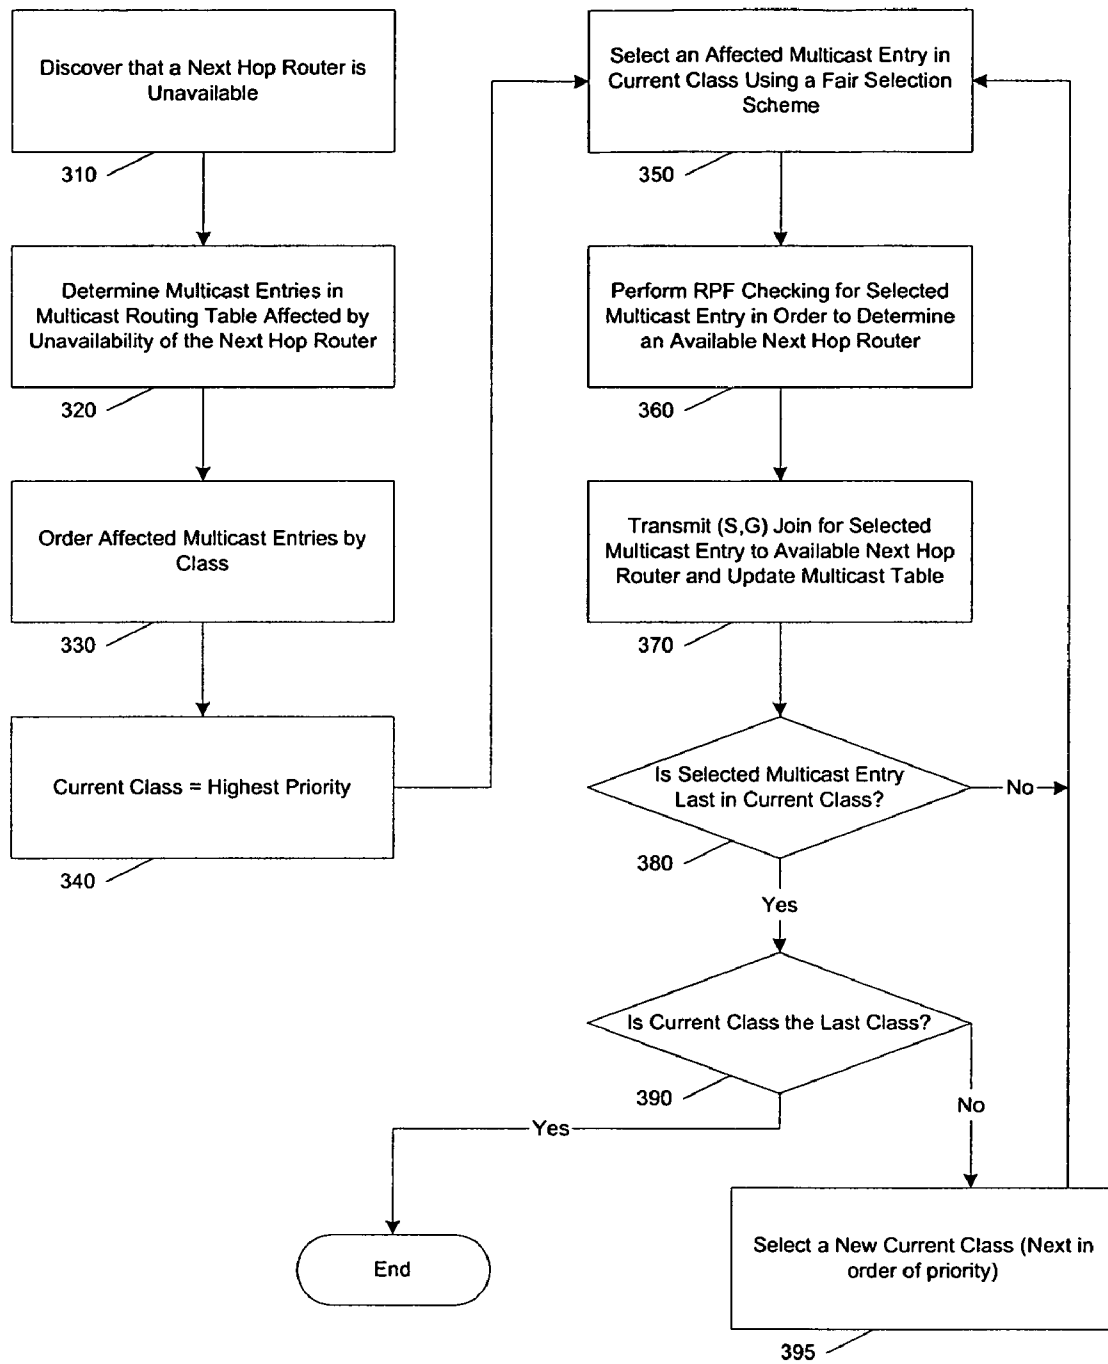 Discover that a Next Hop Router is
Unavailable
310
Determine Multicast Entries in
Multicast Routing Table Affected by
Unavailability of the Next Hop Router
320
Order Affected Multicast Entries by
Class
330
Current Class = Highest Priority
340
Select an Affected Multicast Entry in
Current Class Using a Fair Selection
Scheme
350
Perform RPF Checking for Selected
Multicast Entry in Order to Determine
an Available Next Hop Router
360
Transmit (S,G) Join for Selected
Multicast Entry to Available Next Hop
Router and Update Multicast Table
370
Is Selected Multicast Entry
Last in Current Class?
No
380
Yes
Is Current Class the Last Class?
390
No
Yes
End
Select a New Current Class (Next in
order of priority)
395